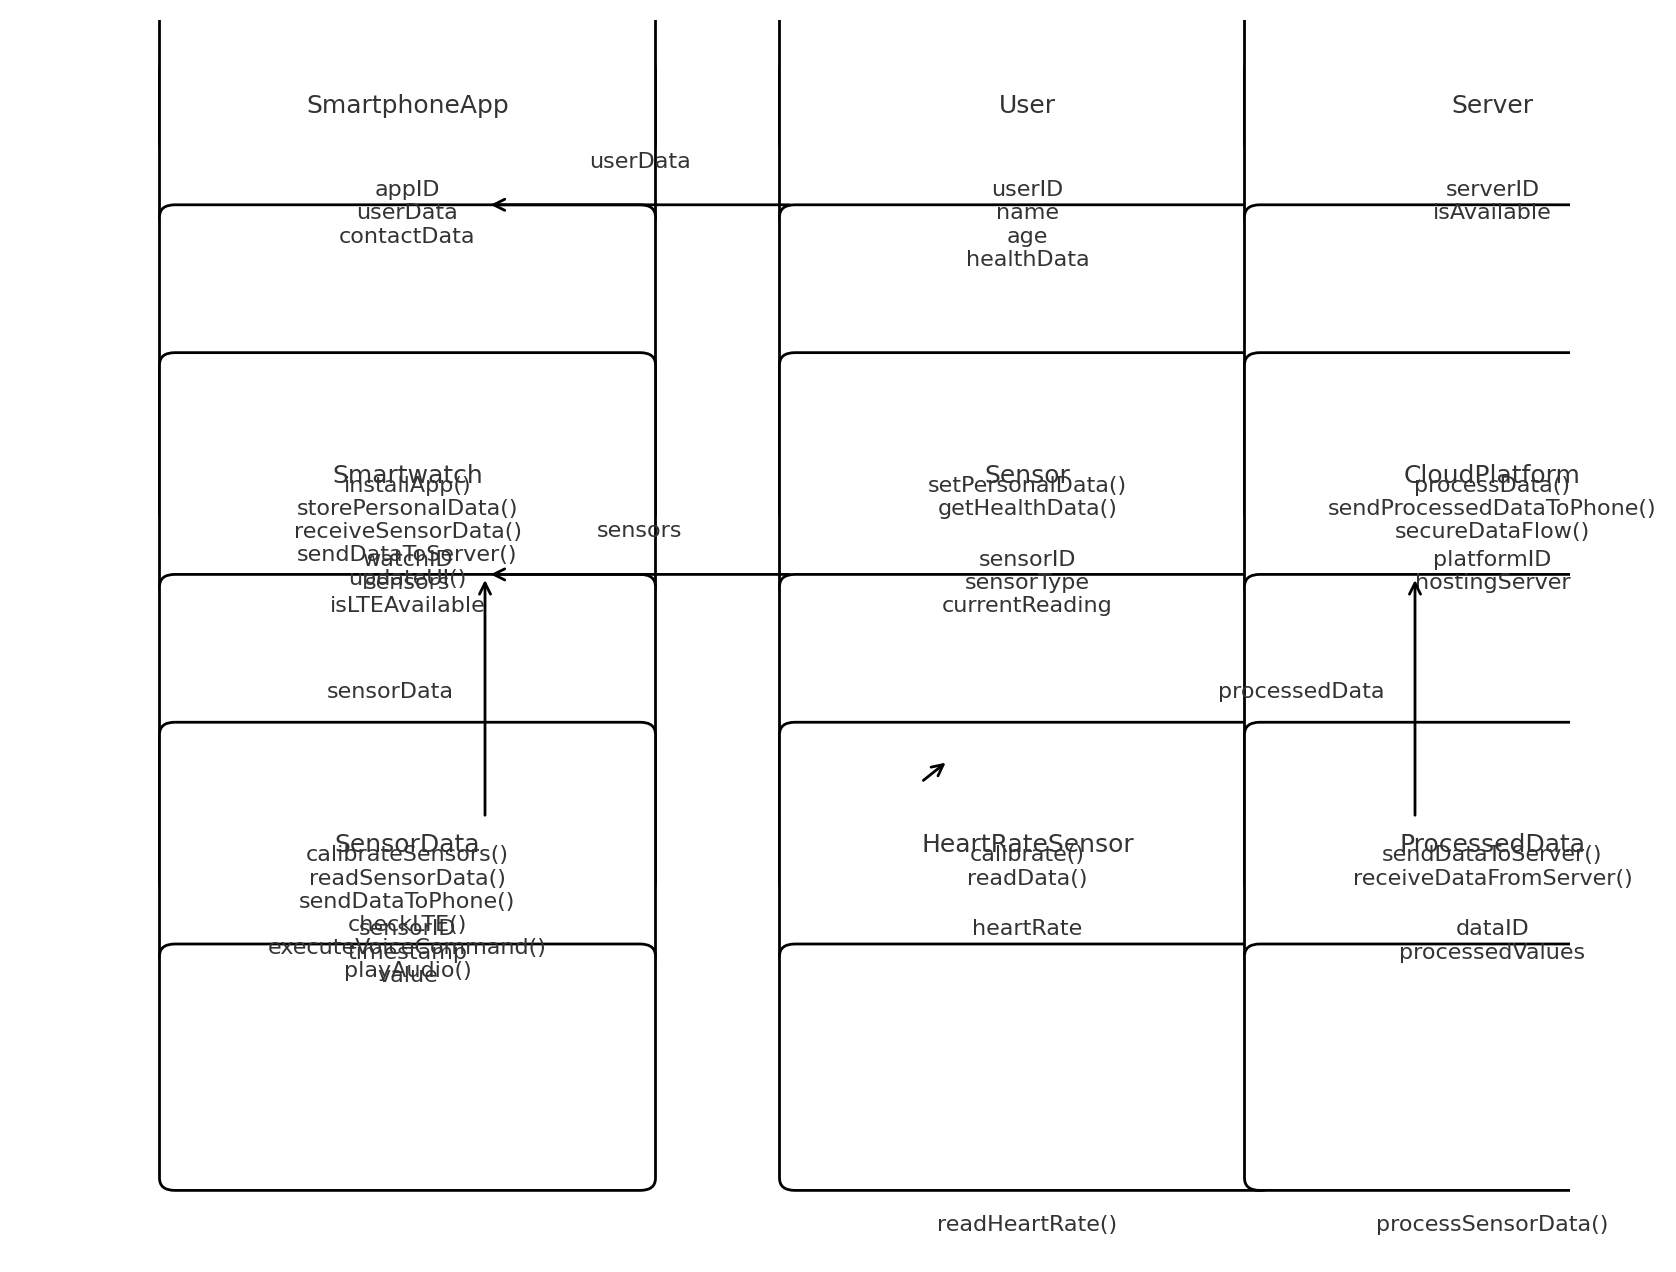 SmartphoneApp
User
Server
userData
appID
userData
contactData
userID
name
age
healthData
serverID
isAvailable
Smartwatch
Sensor
CloudPlatform
installApp()
storePersonalData()
receiveSensorData()
sendDataToServer()
updateUI()
setPersonalData()
getHealthData()
processData()
sendProcessedDataToPhone()
secureDataFlow()
sensors
watchID
sensors
isLTEAvailable
sensorID
sensorType
currentReading
platformID
hostingServer
sensorData
processedData
SensorData
HeartRateSensor
ProcessedData
calibrateSensors()
readSensorData()
sendDataToPhone()
checkLTE()
executeVoiceCommand()
playAudio()
calibrate()
readData()
sendDataToServer()
receiveDataFromServer()
sensorID
timestamp
value
heartRate
dataID
processedValues
readHeartRate()
processSensorData()